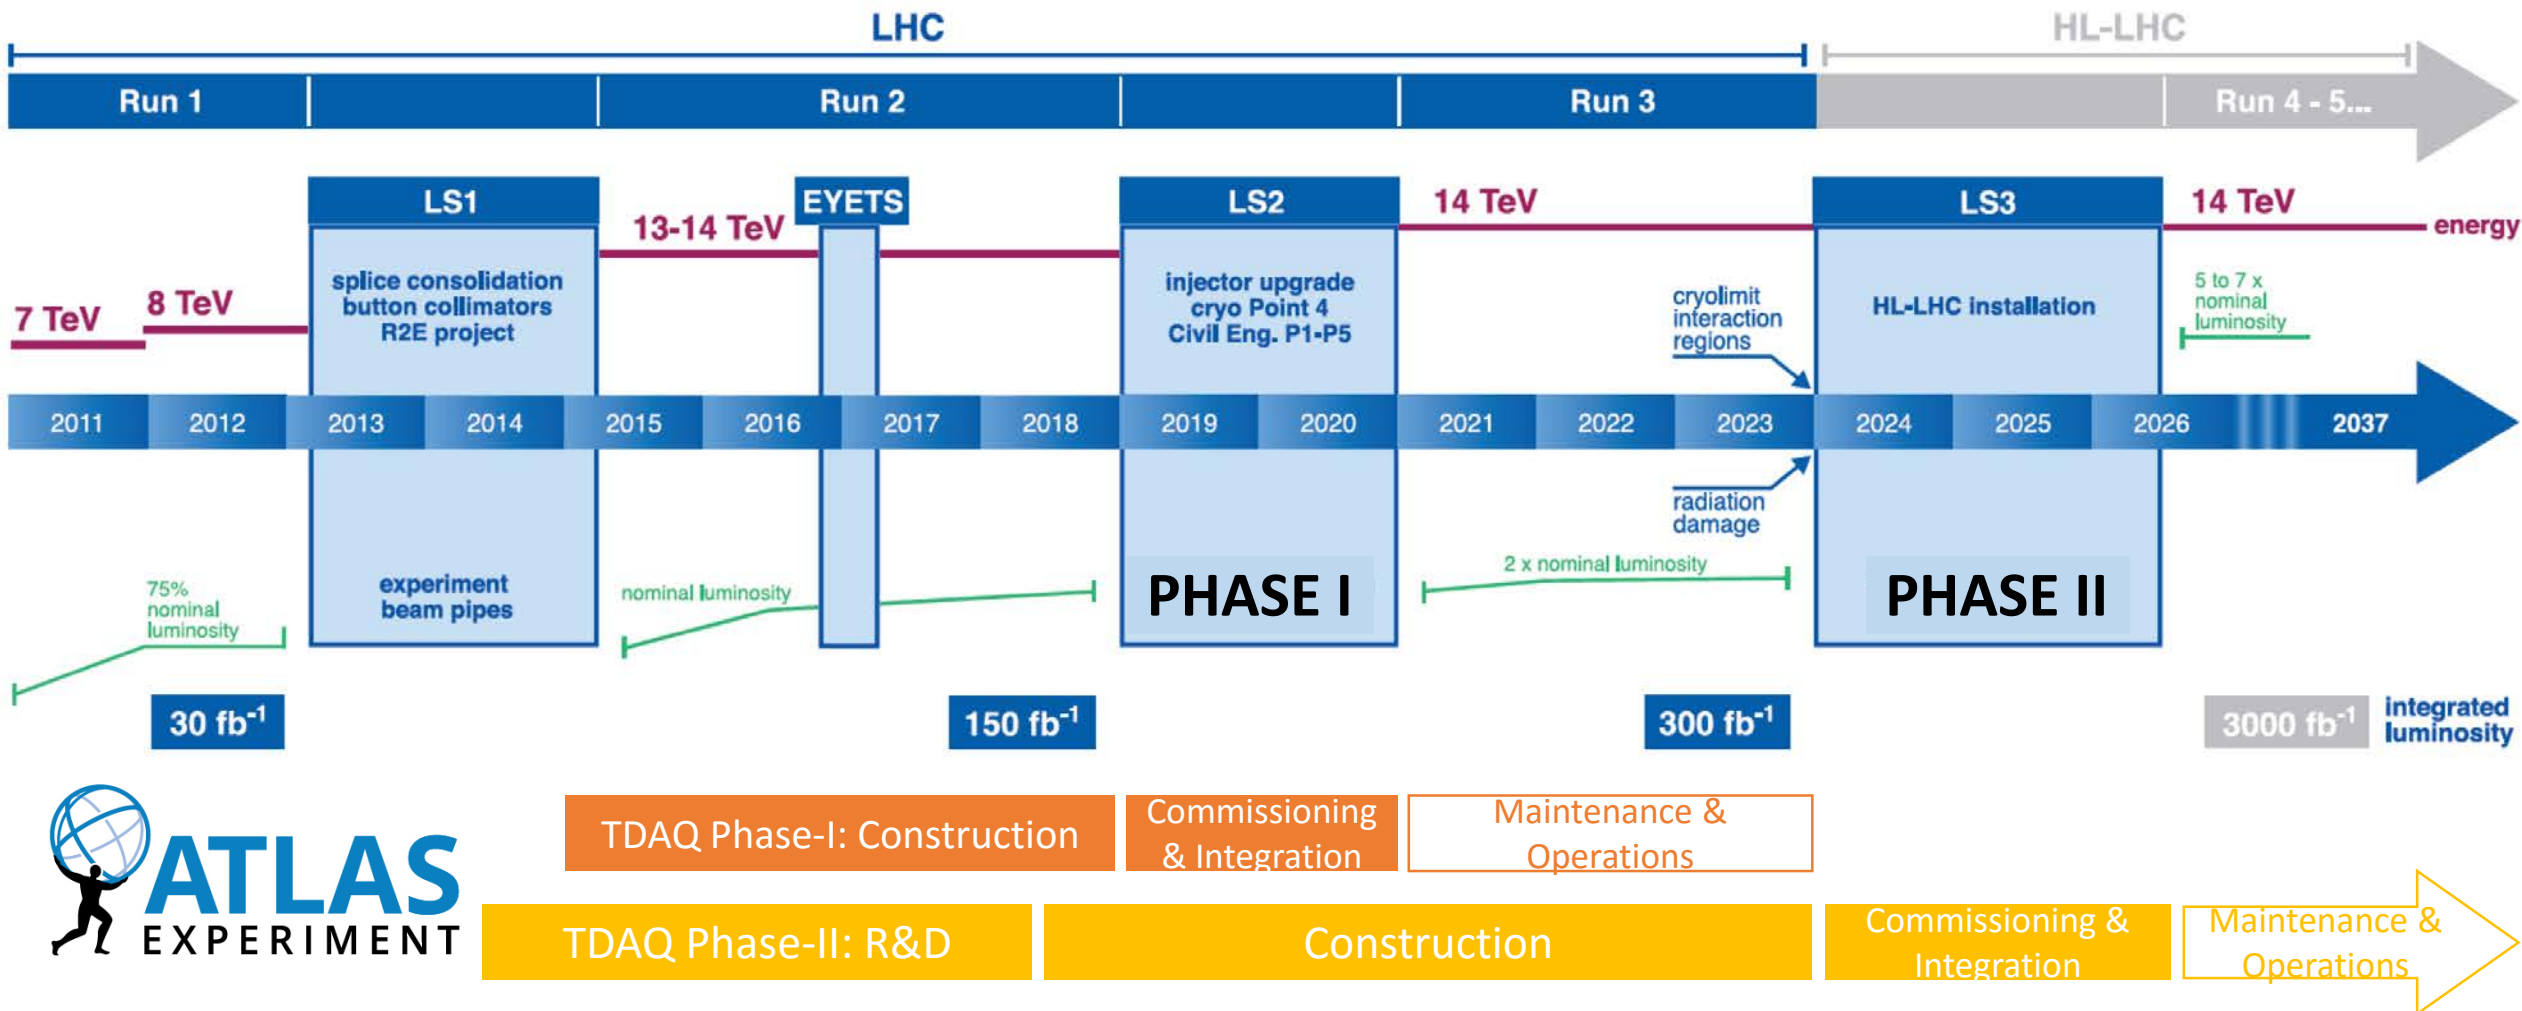 LHC
HL-LHC
Run 1
Run 2
Run 3
Run 4 - 5...
LS1
EYETS
LS2
14 TeV
LS3
14 TeV
13-14 TeV
energy
7 TeV
8 TeV
splice consolidation
button collimators
R2E project
injector upgrade
cryo Point 4
Civil Eng. P1-P5
cryolimit
interaction
regions
HL-LHC installation
5 to 7 x
nominal
luminosity
2011
2012
2013
2014
2015
2016
2017
2018
2019
2020
2021
2022
2023
2024
2025
2026
2037
radiation
damage
75%
nominal
luminosity
experiment
beam pipes
nominal luminosity
PHASE I
2 x nominal luminosity
PHASE II
30 fb⁻¹
150 fb⁻¹
300 fb⁻¹
3000 fb⁻¹
integrated
luminosity
ATLAS
EXPERIMENT
TDAQ Phase-I: Construction
Commissioning
& Integration
Maintenance &
Operations
TDAQ Phase-II: R&D
Construction
Commissioning &
Integration
Maintenance &
Operations